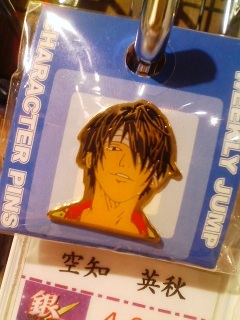 CHARACTER PINS
WEEKLY JUMP
空知 英秋
銀